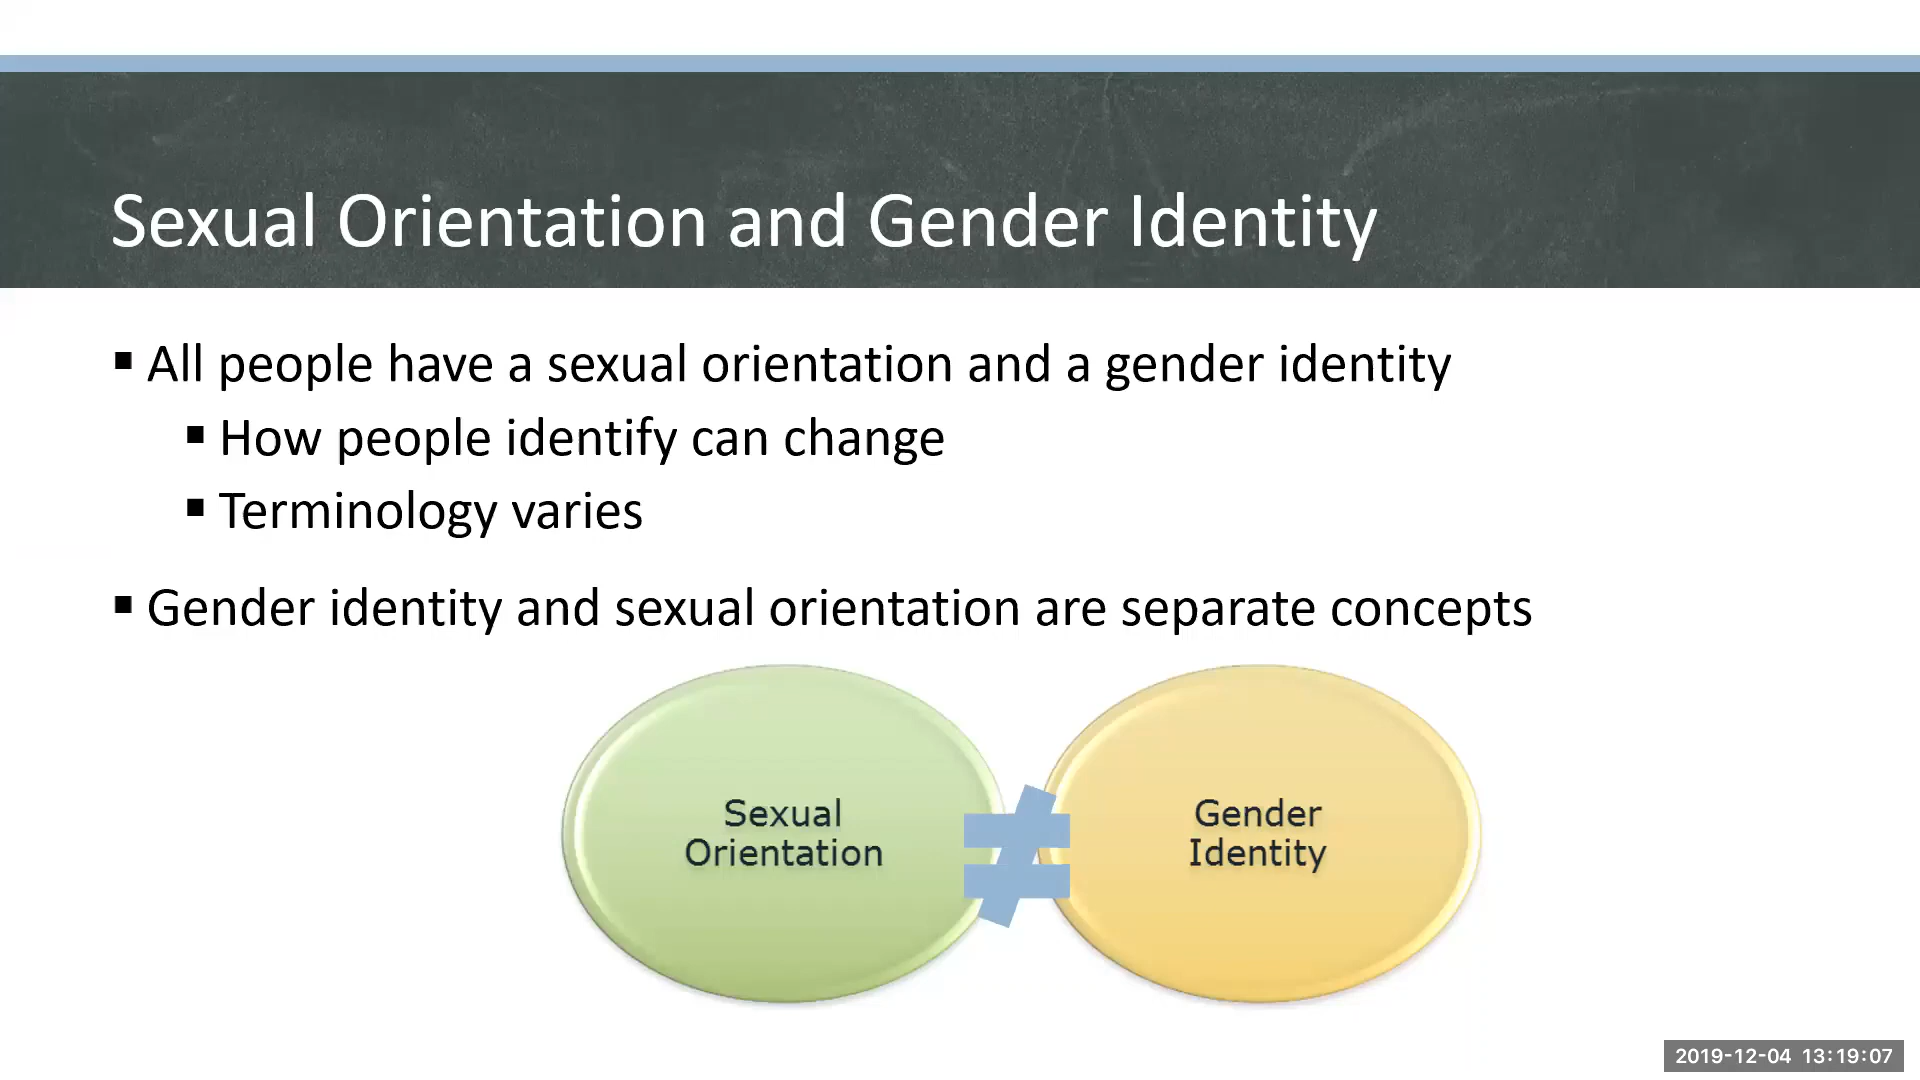 Sexual Orientation and Gender Identity
▪ All people have a sexual orientation and a gender identity
▪ How people identify can change
▪ Terminology varies
▪ Gender identity and sexual orientation are separate concepts
Sexual
Orientation
≠
Gender
Identity
2019-12-04 13:19:07